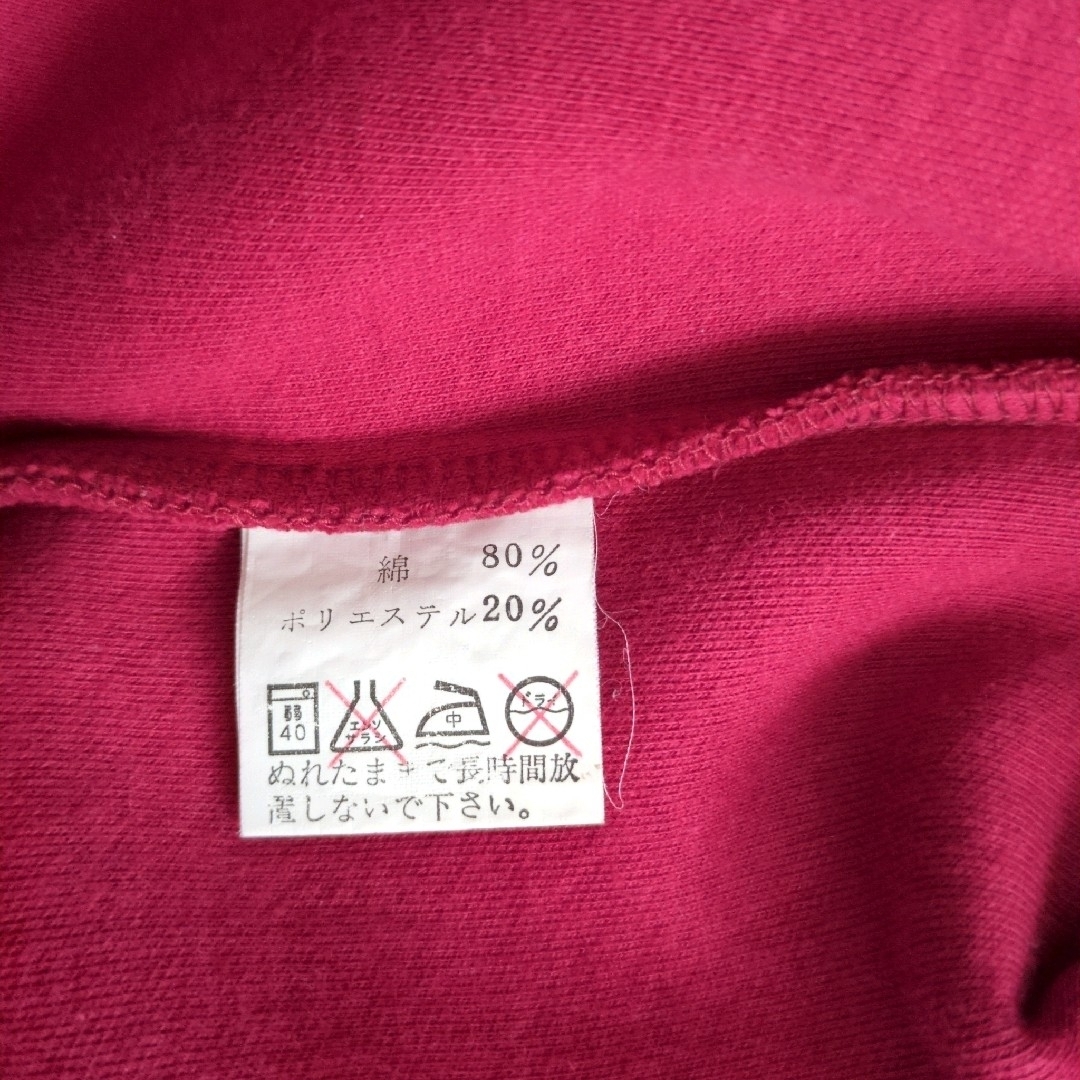 綿 80%
ポリエステル 20%
弱
40
エンソ
サラシ
中
ドライ
ぬれたままで長時間放
置しないで下さい。